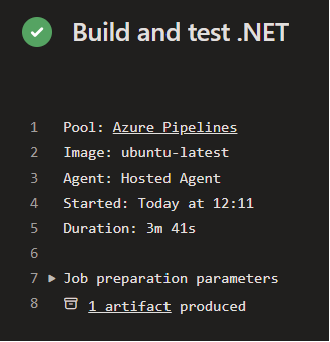 Build and test .NET
1 Pool: Azure Pipelines
2 Image: ubuntu-latest
3 Agent: Hosted Agent
4 Started: Today at 12:11
5 Duration: 3m 41s
6
7 Job preparation parameters
8 1 artifact produced